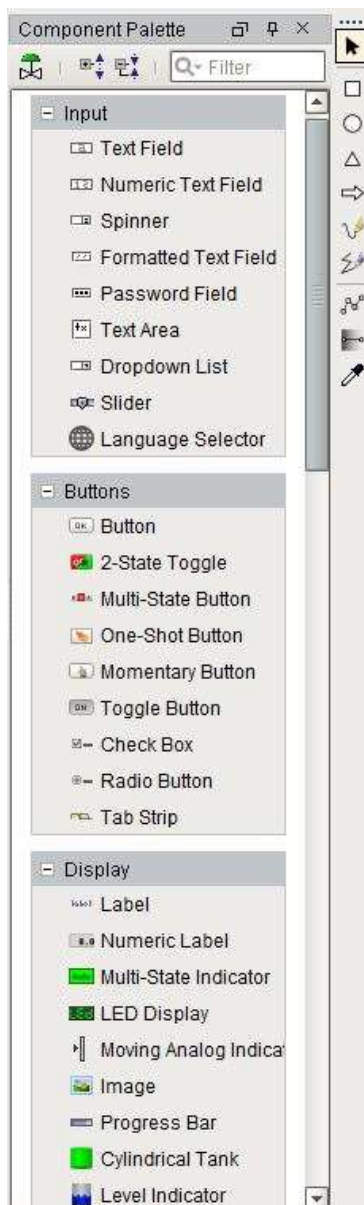 Component Palette
Filter
Input
Text Field
Numeric Text Field
Spinner
Formatted Text Field
Password Field
Text Area
Dropdown List
Slider
Language Selector
Buttons
OK Button
2-State Toggle
Multi-State Button
One-Shot Button
Momentary Button
ON Toggle Button
Check Box
Radio Button
Tab Strip
Display
Label
Numeric Label
Multi-State Indicator
LED Display
Moving Analog Indica
Image
Progress Bar
Cylindrical Tank
Level Indicator